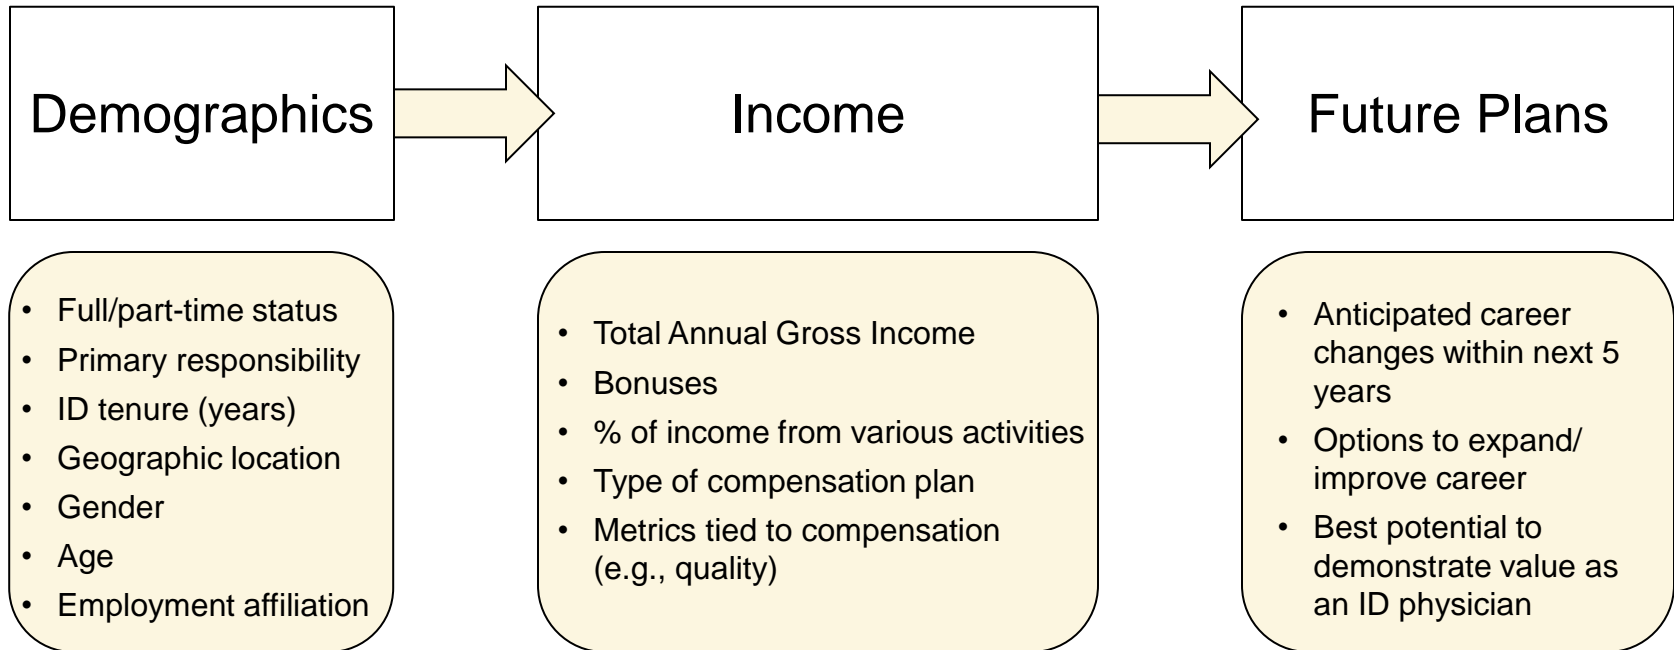 Demographics
Income
Future Plans
• Full/part-time status
• Primary responsibility
• ID tenure (years)
• Geographic location
• Gender
• Age
• Employment affiliation
• Total Annual Gross Income
• Bonuses
• % of income from various activities
• Type of compensation plan
• Metrics tied to compensation
(e.g., quality)
• Anticipated career
changes within next 5
years
• Options to expand/
improve career
• Best potential to
demonstrate value as
an ID physician